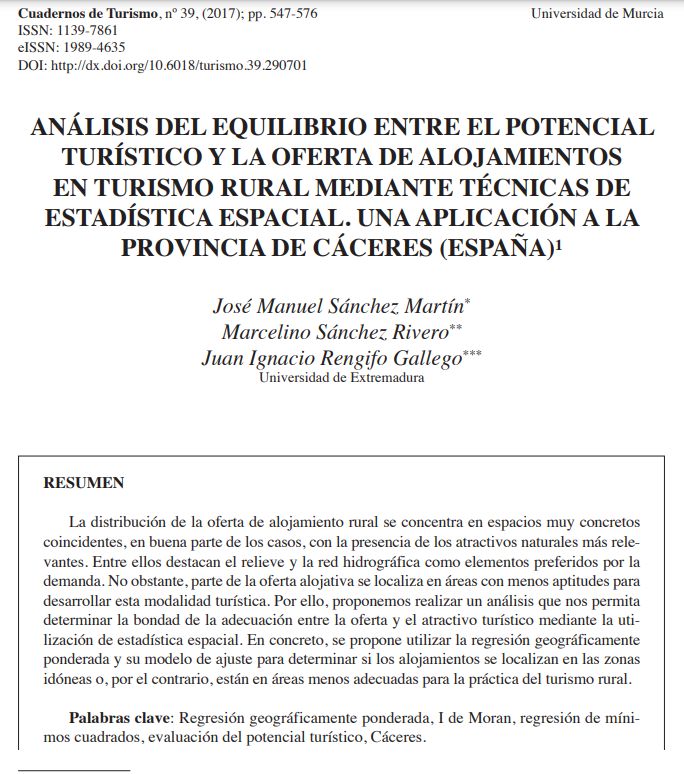 Cuadernos de Turismo, nº 39, (2017); pp. 547-576
Universidad de Murcia
ISSN: 1139-7861
eISSN: 1989-4635
DOI: http://dx.doi.org/10.6018/turismo.39.290701
ANÁLISIS DEL EQUILIBRIO ENTRE EL POTENCIAL
TURÍSTICO Y LA OFERTA DE ALOJAMIENTOS
EN TURISMO RURAL MEDIANTE TÉCNICAS DE
ESTADÍSTICA ESPACIAL. UNA APLICACIÓN A LA
PROVINCIA DE CÁCERES (ESPAÑA)¹
José Manuel Sánchez Martín*
Marcelino Sánchez Rivero**
Juan Ignacio Rengifo Gallego***
Universidad de Extremadura
RESUMEN
La distribución de la oferta de alojamiento rural se concentra en espacios muy concretos
coincidentes, en buena parte de los casos, con la presencia de los atractivos naturales más rele-
vantes. Entre ellos destacan el relieve y la red hidrográfica como elementos preferidos por la
demanda. No obstante, parte de la oferta alojativa se localiza en áreas con menos aptitudes para
desarrollar esta modalidad turística. Por ello, proponemos realizar un análisis que nos permita
determinar la bondad de la adecuación entre la oferta y el atractivo turístico mediante la uti-
lización de estadística espacial. En concreto, se propone utilizar la regresión geográficamente
ponderada y su modelo de ajuste para determinar si los alojamientos se localizan en las zonas
idóneas o, por el contrario, están en áreas menos adecuadas para la práctica del turismo rural.
Palabras clave: Regresión geográficamente ponderada, I de Moran, regresión de míni-
mos cuadrados, evaluación del potencial turístico, Cáceres.